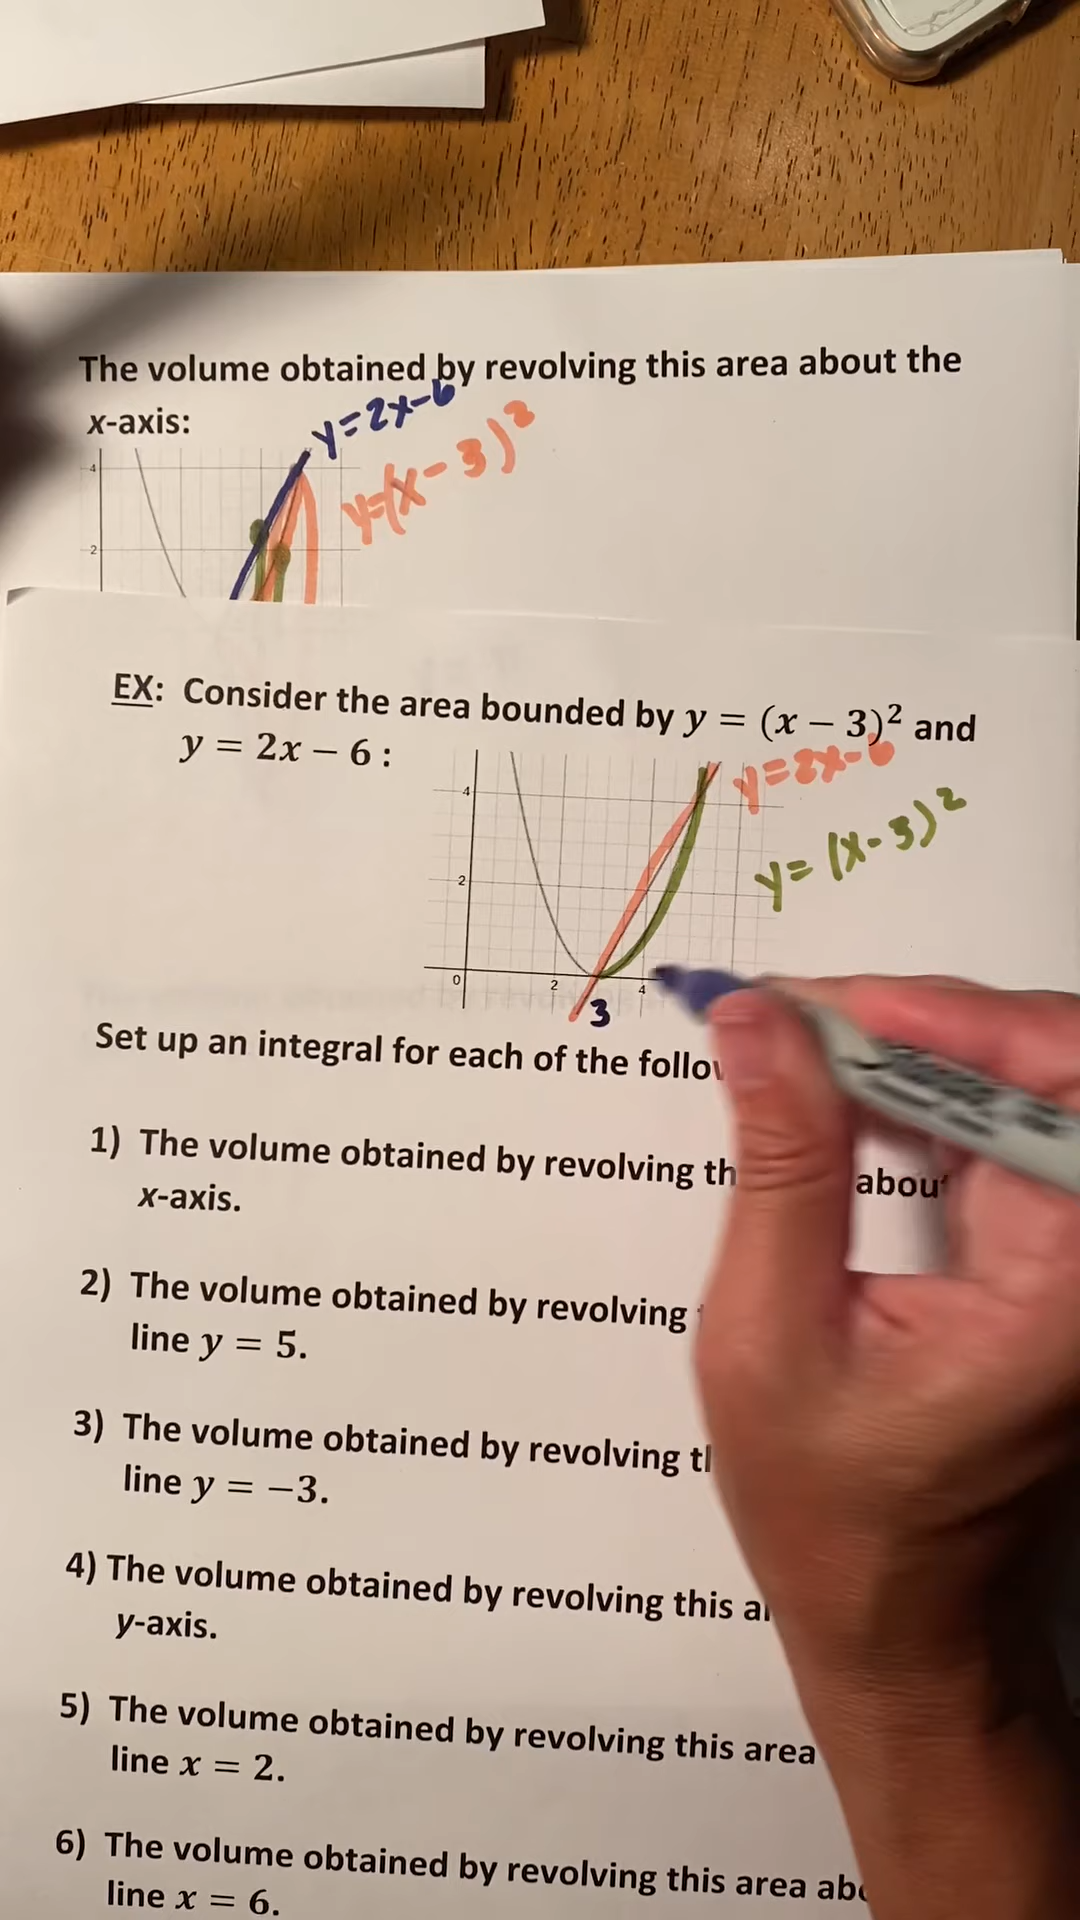 The volume obtained by revolving this area about the
x-axis:
y=2x-6
y=(x-3)²
4
2
EX: Consider the area bounded by y = (x − 3)² and
y = 2x − 6 :
y=2x-6
y=(x-3)²
4
2
0
2
4
3
Set up an integral for each of the
1) The volume obtained by revolving
x-axis.
2) The volume obtained by revolving
line y = 5.
3) The volume obtained by revolving
line y = −3.
4) The volume obtained by revolving this
y-axis.
5) The volume obtained by revolving this area
line x = 2.
6) The volume obtained by revolving this area
line x = 6.